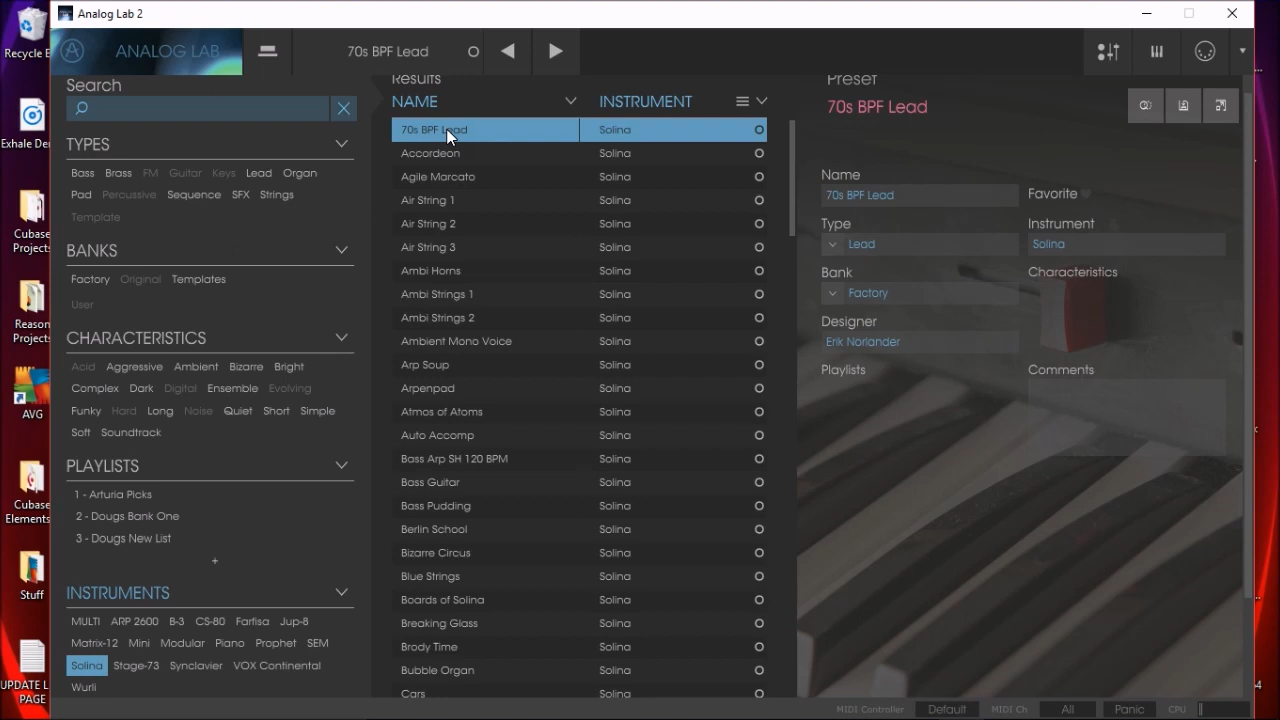 Analog Lab 2
Recycle B
Exhale Den
Cubase
Projects
Reason
Projects
AVG
Cubase
Elements
Stuff
UPDATE L
PAGE
ANALOG LAB
70s BPF Lead
Search
TYPES
Bass Brass FM Guitar Keys Lead Organ
Pad Percussive Sequence SFX Strings
Template
BANKS
Factory Original Templates
User
CHARACTERISTICS
Acid Aggressive Ambient Bizarre Bright
Complex Dark Digital Ensemble Evolving
Funky Hard Long Noise Quiet Short Simple
Soft Soundtrack
PLAYLISTS
1 - Arturia Picks
2 - Dougs Bank One
3 - Dougs New List
+
INSTRUMENTS
MULTI ARP 2600 B-3 CS-80 Farfisa Jup-8
Matrix-12 Mini Modular Piano Prophet SEM
Solina Stage-73 Synclavier VOX Continental
Wurli
Results
NAME INSTRUMENT
70s BPF Lead Solina
Accordeon Solina
Agile Marcato Solina
Air String 1 Solina
Air String 2 Solina
Air String 3 Solina
Ambi Horns Solina
Ambi Strings 1 Solina
Ambi Strings 2 Solina
Ambient Mono Voice Solina
Arp Soup Solina
Arpenpad Solina
Atmos of Atoms Solina
Auto Accomp Solina
Bass Arp SH 120 BPM Solina
Bass Guitar Solina
Bass Pudding Solina
Berlin School Solina
Bizarre Circus Solina
Blue Strings Solina
Boards of Solina Solina
Breaking Glass Solina
Brody Time Solina
Bubble Organ Solina
Cars Solina
Preset
70s BPF Lead
Name
70s BPF Lead
Favorite
Type
Lead
Instrument
Solina
Bank
Factory
Characteristics
Designer
Erik Norlander
Playlists
Comments
MIDI Controller Default MIDI Ch All Panic CPU